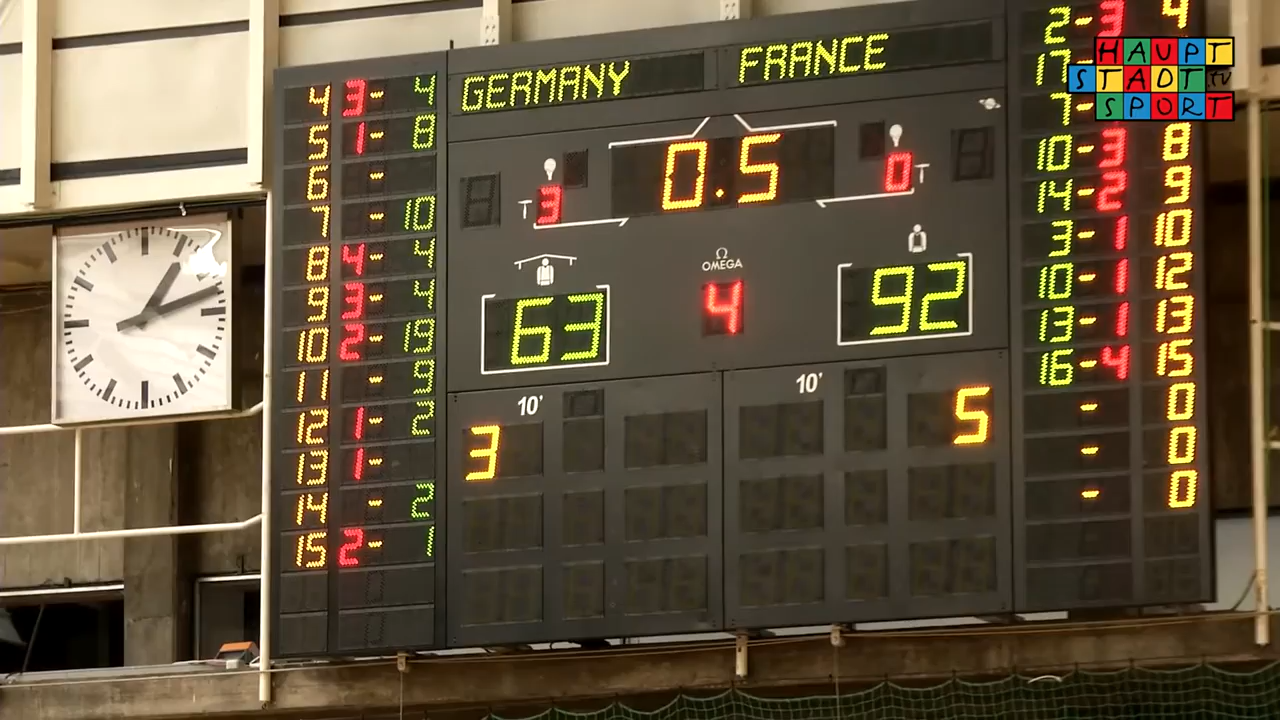 GERMANY FRANCE
0.5
T 3 0 T
OMEGA
63 4 92
10' 10'
3 5
4 3- 4
5 1- 8
6 -
7 - 10
8 4- 4
9 3- 4
10 2- 19
11 - 9
12 1- 2
13 1-
14 - 2
15 2- 1
2-3 4
17
7-
10-3 8
14-2 9
3-1 10
10-1 12
13-1 13
16-4 15
- 0
- 0
- 0
HAUPT
STADT TV
SPORT